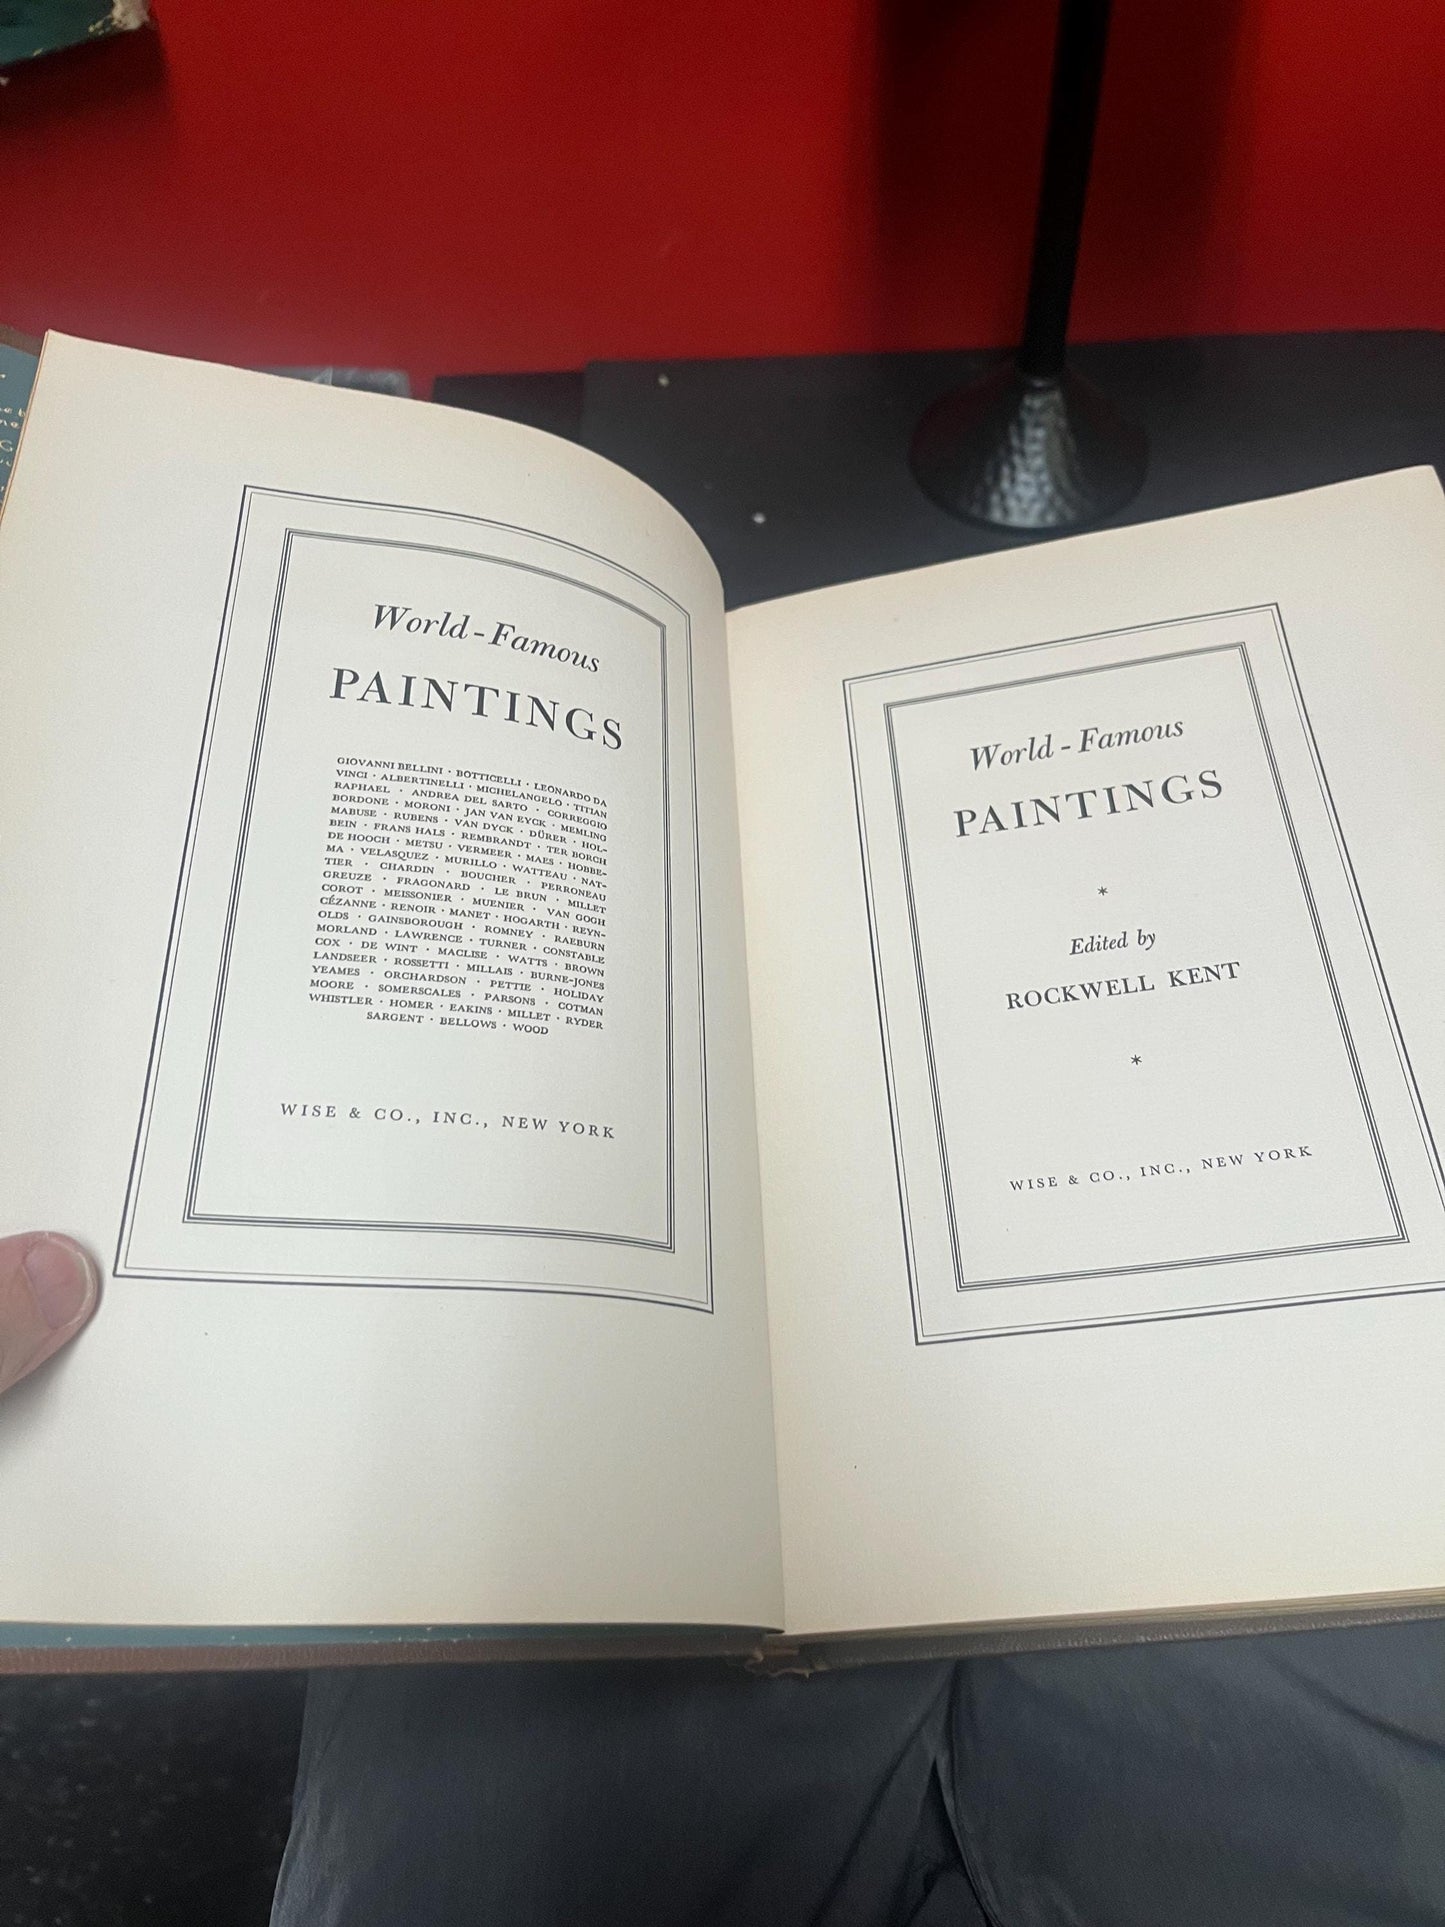 World-Famous
PAINTINGS
GIOVANNI BELLINI · BOTTICELLI · LEONARDO DA
VINCI · ALBERTINELLI · MICHELANGELO · TITIAN
RAPHAEL · ANDREA DEL SARTO · CORREGGIO
BORDONE · MORONI · JAN VAN EYCK · MEMLING
MABUSE · RUBENS · VAN DYCK · DÜRER · HOL-
BEIN · FRANS HALS · REMBRANDT · TER BORCH
DE HOOCH · METSU · VERMEER · MAES · HOBBE-
MA · VELASQUEZ · MURILLO · WATTEAU · NAT-
TIER · CHARDIN · BOUCHER · PERRONEAU
GREUZE · FRAGONARD · LE BRUN · MILLET
COROT · MEISSONIER · MUENIER · VAN GOGH
CÉZANNE · RENOIR · MANET · HOGARTH · REYN-
OLDS · GAINSBOROUGH · ROMNEY · RAEBURN
MORLAND · LAWRENCE · TURNER · CONSTABLE
COX · DE WINT · MACLISE · WATTS · BROWN
LANDSEER · ROSSETTI · MILLAIS · BURNE-JONES
YEAMES · ORCHARDSON · PETTIE · HOLIDAY
MOORE · SOMERSCALES · PARSONS · COTMAN
WHISTLER · HOMER · EAKINS · MILLET · RYDER
SARGENT · BELLOWS · WOOD
WISE & CO., INC., NEW YORK
World-Famous
PAINTINGS
*
Edited by
ROCKWELL KENT
*
WISE & CO., INC., NEW YORK